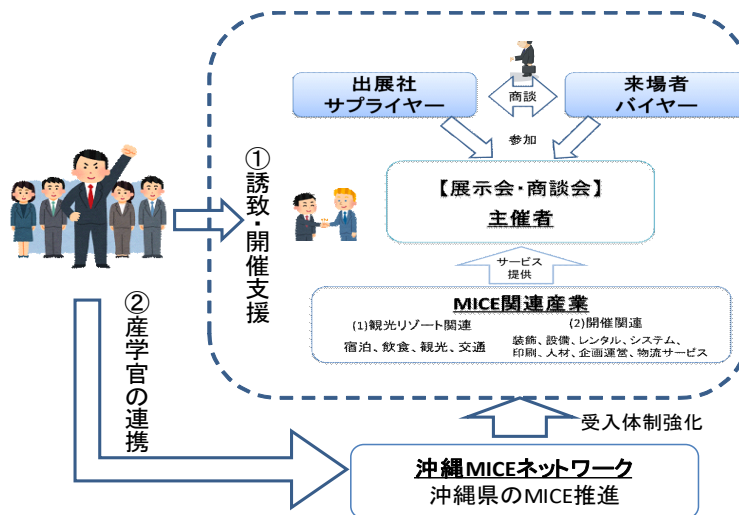 出展社
サプライヤー
商談
来場者
バイヤー
参加
①誘致・開催支援
【展示会・商談会】
主催者
サービス
提供
MICE関連産業
(1)観光リゾート関連
宿泊、飲食、観光、交通
(2)開催関連
装飾、設備、レンタル、システム、
印刷、人材、企画運営、物流サービス
②産学官の連携
受入体制強化
沖縄MICEネットワーク
沖縄県のMICE推進